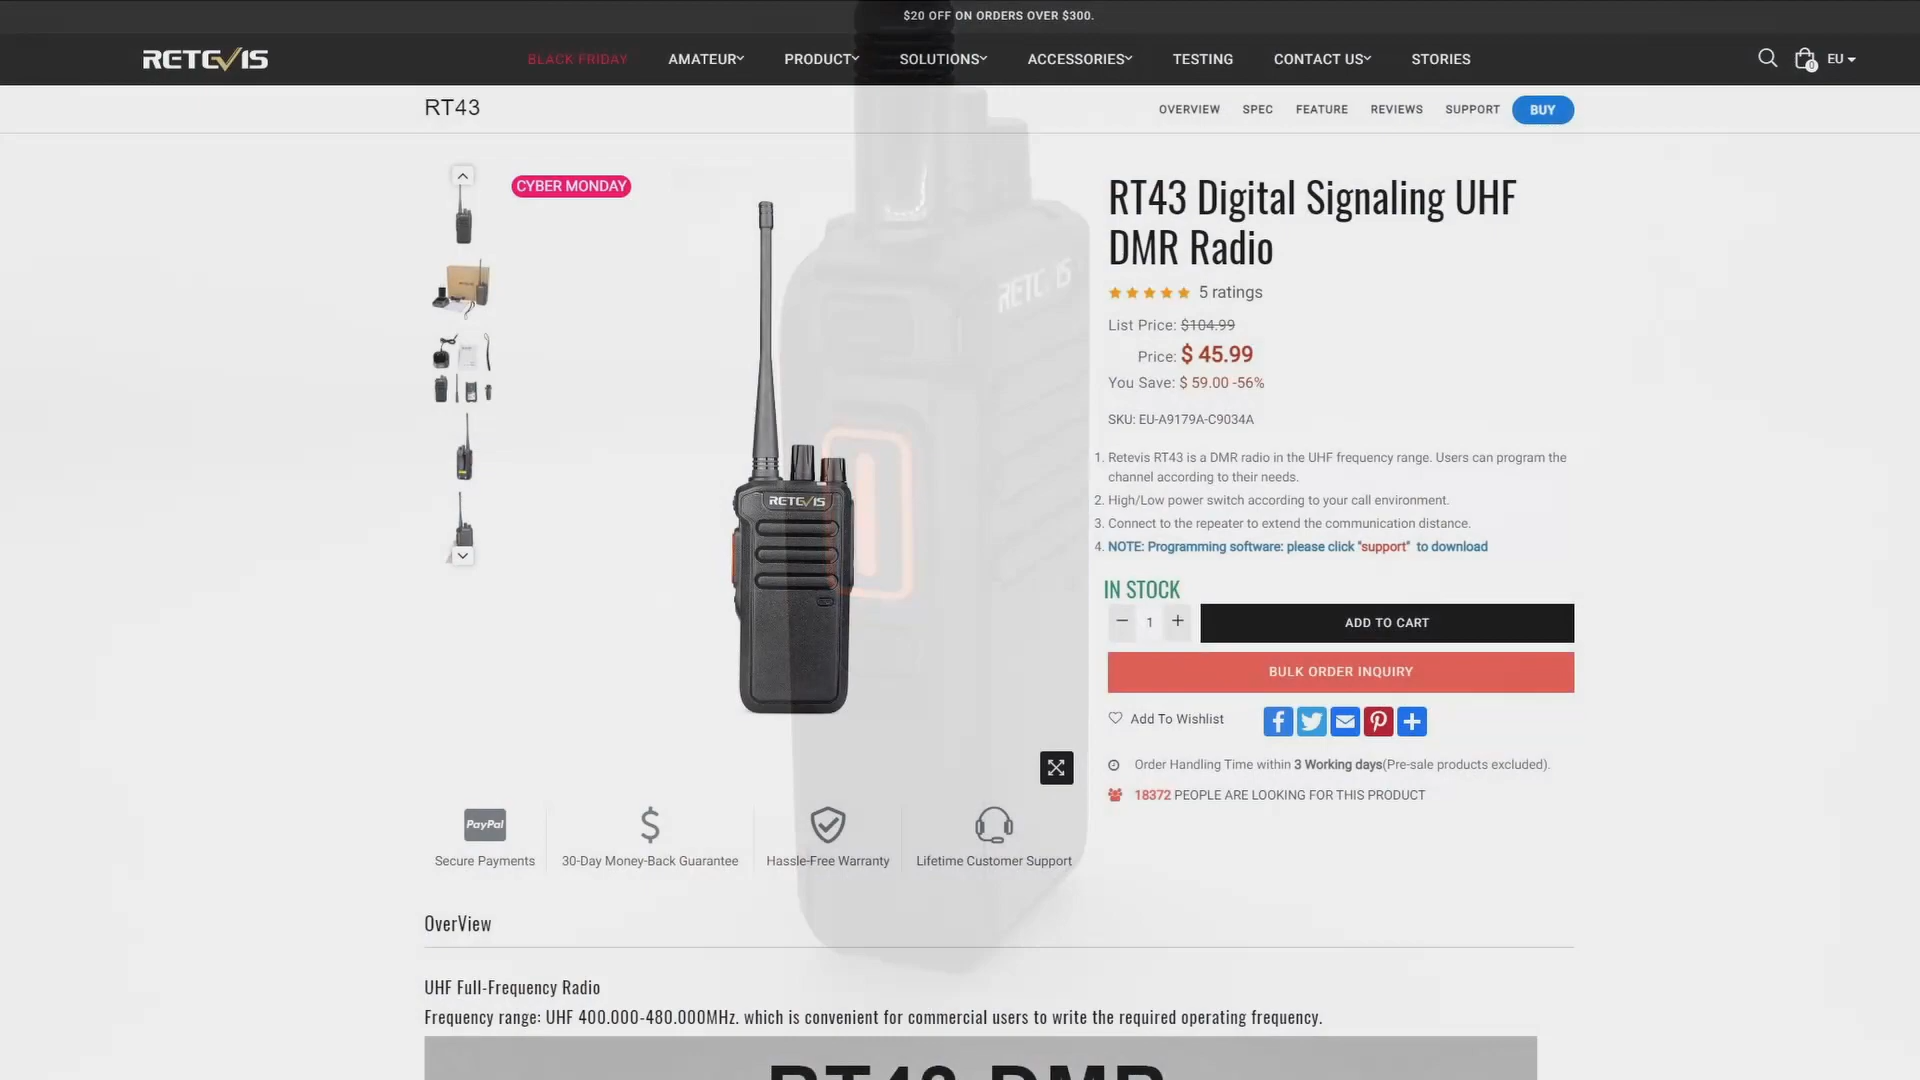 $20 OFF ON ORDERS OVER $300.
RETEVIS
BLACK FRIDAY
AMATEUR
PRODUCT
SOLUTIONS
ACCESSORIES
TESTING
CONTACT US
STORIES
0
EU
RT43
OVERVIEW
SPEC
FEATURE
REVIEWS
SUPPORT
BUY
CYBER MONDAY
RETEVIS
RETEVIS
RT43 Digital Signaling UHF
DMR Radio
5 ratings
List Price: $104.99
Price: $ 45.99
You Save: $ 59.00 -56%
SKU: EU-A9179A-C9034A
1. Retevis RT43 is a DMR radio in the UHF frequency range. Users can program the
channel according to their needs.
2. High/Low power switch according to your call environment.
3. Connect to the repeater to extend the communication distance.
4. NOTE: Programming software: please click "support" to download
IN STOCK
− 1 +
ADD TO CART
BULK ORDER INQUIRY
Add To Wishlist
Order Handling Time within 3 Working days(Pre-sale products excluded).
18372 PEOPLE ARE LOOKING FOR THIS PRODUCT
PayPal
Secure Payments
30-Day Money-Back Guarantee
Hassle-Free Warranty
Lifetime Customer Support
OverView
UHF Full-Frequency Radio
Frequency range: UHF 400.000-480.000MHz. which is convenient for commercial users to write the required operating frequency.
RT43 DMR